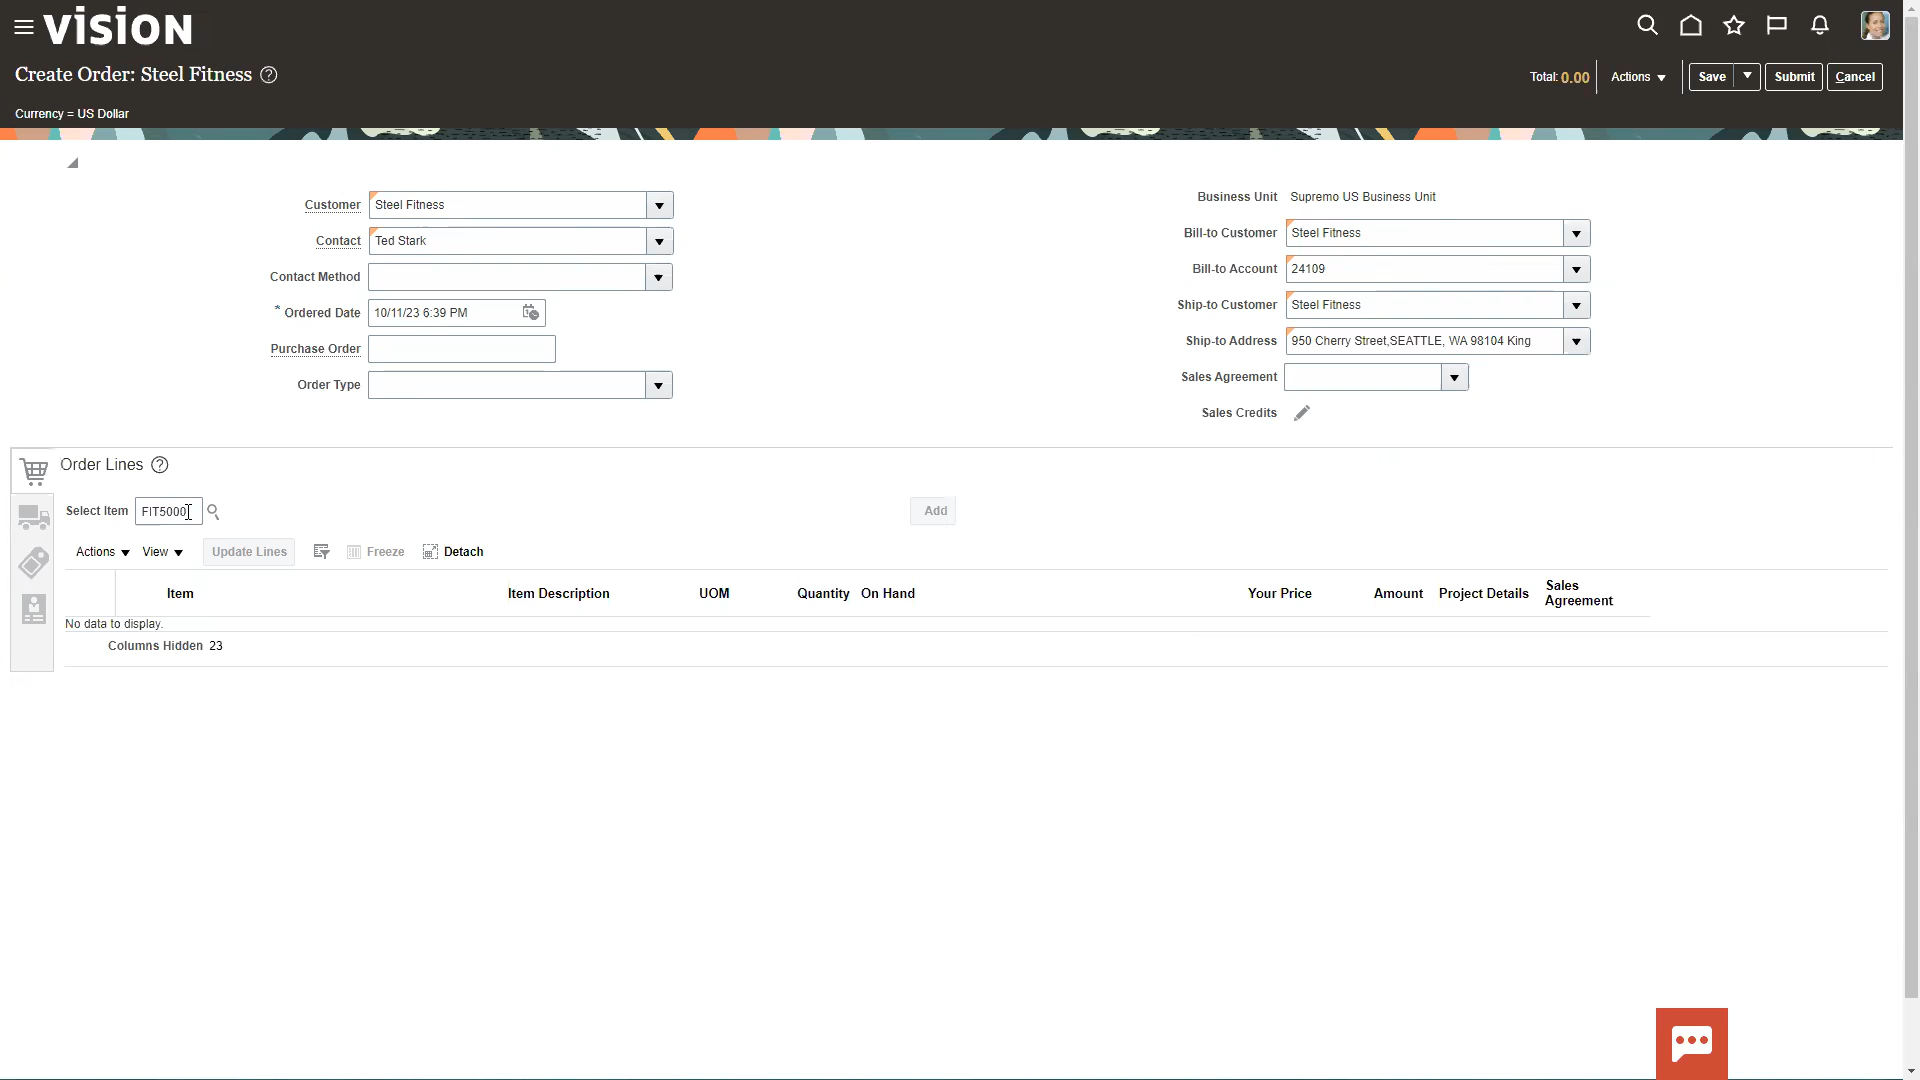 vision
Create Order: Steel Fitness
Total: 0.00
Actions
Save
Submit
Cancel
Currency = US Dollar
Customer Steel Fitness
Contact Ted Stark
Contact Method
* Ordered Date 10/11/23 6:39 PM
Purchase Order
Order Type
Business Unit Supremo US Business Unit
Bill-to Customer Steel Fitness
Bill-to Account 24109
Ship-to Customer Steel Fitness
Ship-to Address 950 Cherry Street,SEATTLE, WA 98104 King
Sales Agreement
Sales Credits
Order Lines
Select Item FIT5000
Add
Actions View Update Lines Freeze Detach
Item Item Description UOM Quantity On Hand Your Price Amount Project Details Sales Agreement
No data to display.
Columns Hidden 23